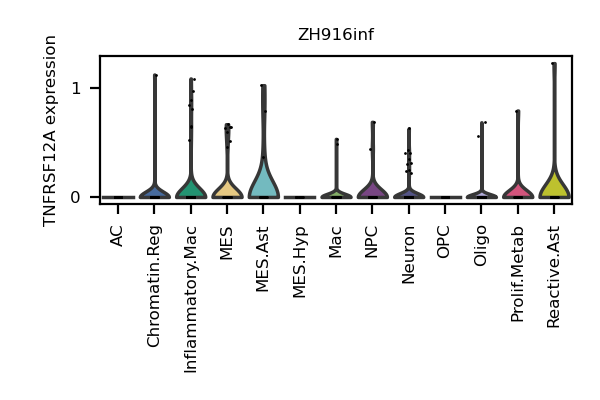 ZH916inf
TNFRSF12A expression
1
0
AC
Chromatin.Reg
Inflammatory.Mac
MES
MES.Ast
MES.Hyp
Mac
NPC
Neuron
OPC
Oligo
Prolif.Metab
Reactive.Ast